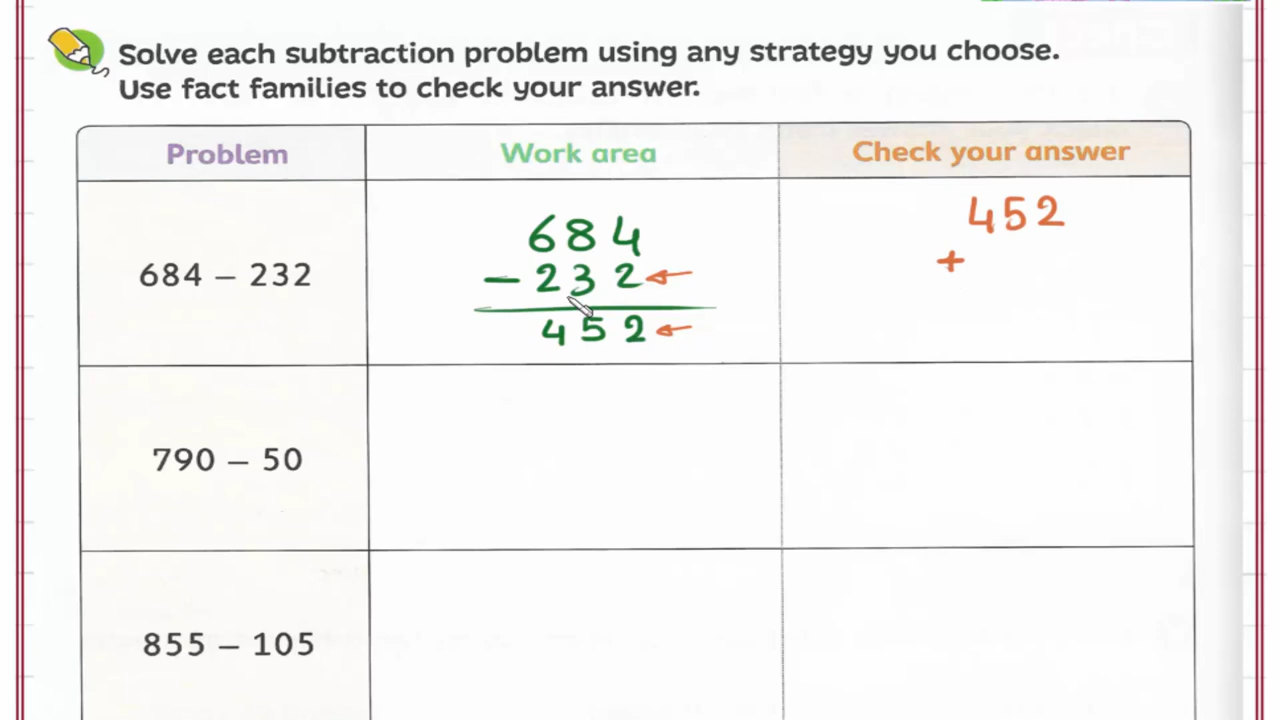 Solve each subtraction problem using any strategy you choose.
Use fact families to check your answer.
Problem
Work area
Check your answer
684 – 232
684
– 232
452
452
+
790 – 50
855 – 105